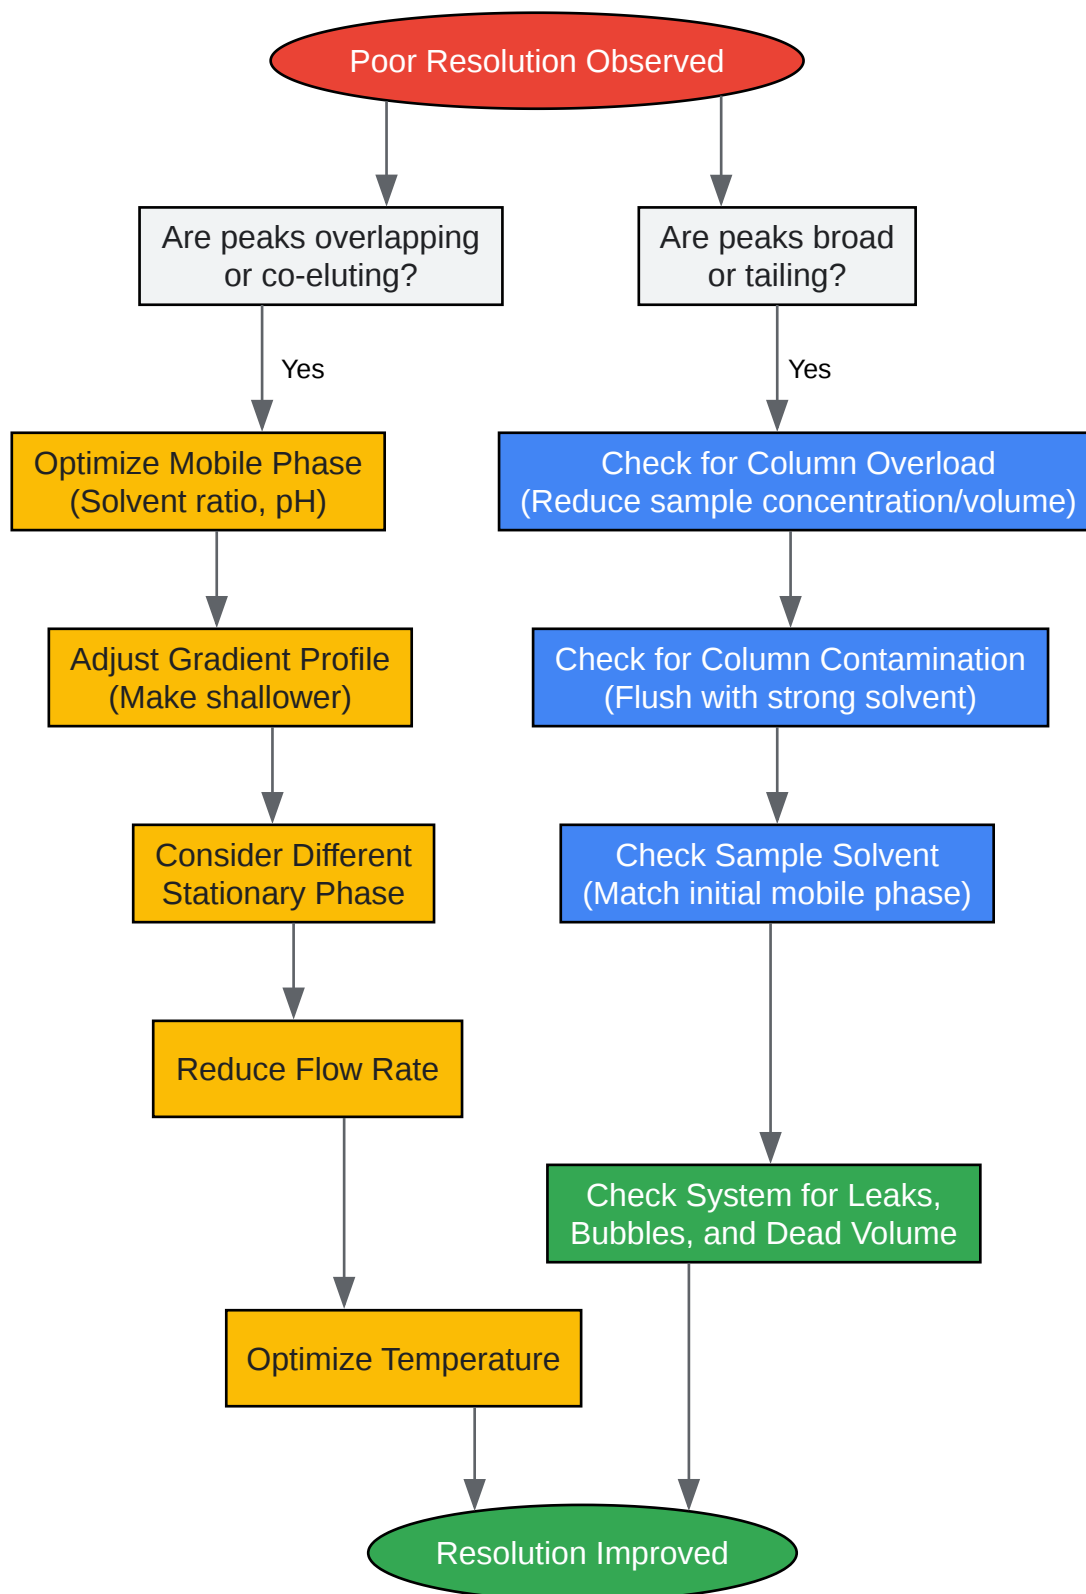 Poor Resolution Observed
Are peaks overlapping
or co-eluting?
Are peaks broad
or tailing?
Yes
Yes
Optimize Mobile Phase
(Solvent ratio, pH)
Check for Column Overload
(Reduce sample concentration/volume)
Adjust Gradient Profile
(Make shallower)
Check for Column Contamination
(Flush with strong solvent)
Consider Different
Stationary Phase
Check Sample Solvent
(Match initial mobile phase)
Reduce Flow Rate
Check System for Leaks,
Bubbles, and Dead Volume
Optimize Temperature
Resolution Improved